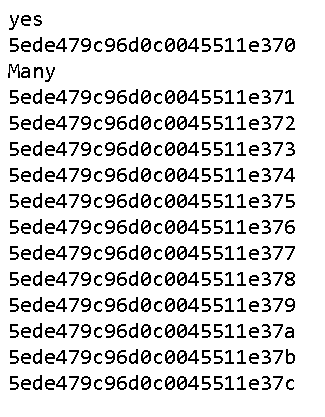 yes
5ede479c96d0c0045511e370
Many
5ede479c96d0c0045511e371
5ede479c96d0c0045511e372
5ede479c96d0c0045511e373
5ede479c96d0c0045511e374
5ede479c96d0c0045511e375
5ede479c96d0c0045511e376
5ede479c96d0c0045511e377
5ede479c96d0c0045511e378
5ede479c96d0c0045511e379
5ede479c96d0c0045511e37a
5ede479c96d0c0045511e37b
5ede479c96d0c0045511e37c